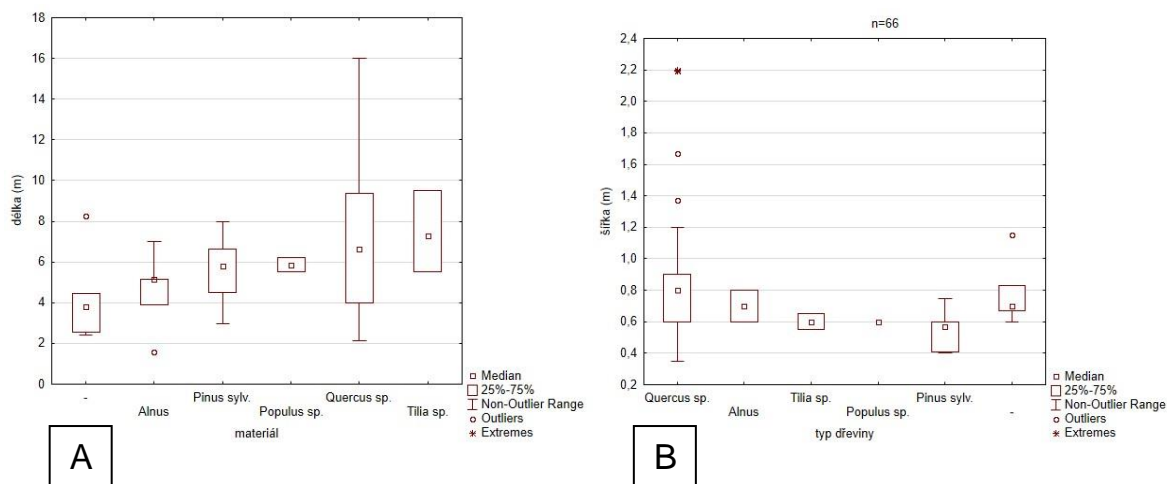 18
16
14
12
10
8
6
4
2
0
délka (m)
-
Alnus
Pinus sylv.
Populus sp.
Quercus sp.
Tilia sp.
materiál
Median
25%-75%
Non-Outlier Range
Outliers
Extremes
A
n=66
2,4
2,2
2,0
1,8
1,6
1,4
1,2
1,0
0,8
0,6
0,4
0,2
šířka (m)
Quercus sp.
Alnus
Tilia sp.
Populus sp.
Pinus sylv.
-
typ dřeviny
Median
25%-75%
Non-Outlier Range
Outliers
Extremes
B